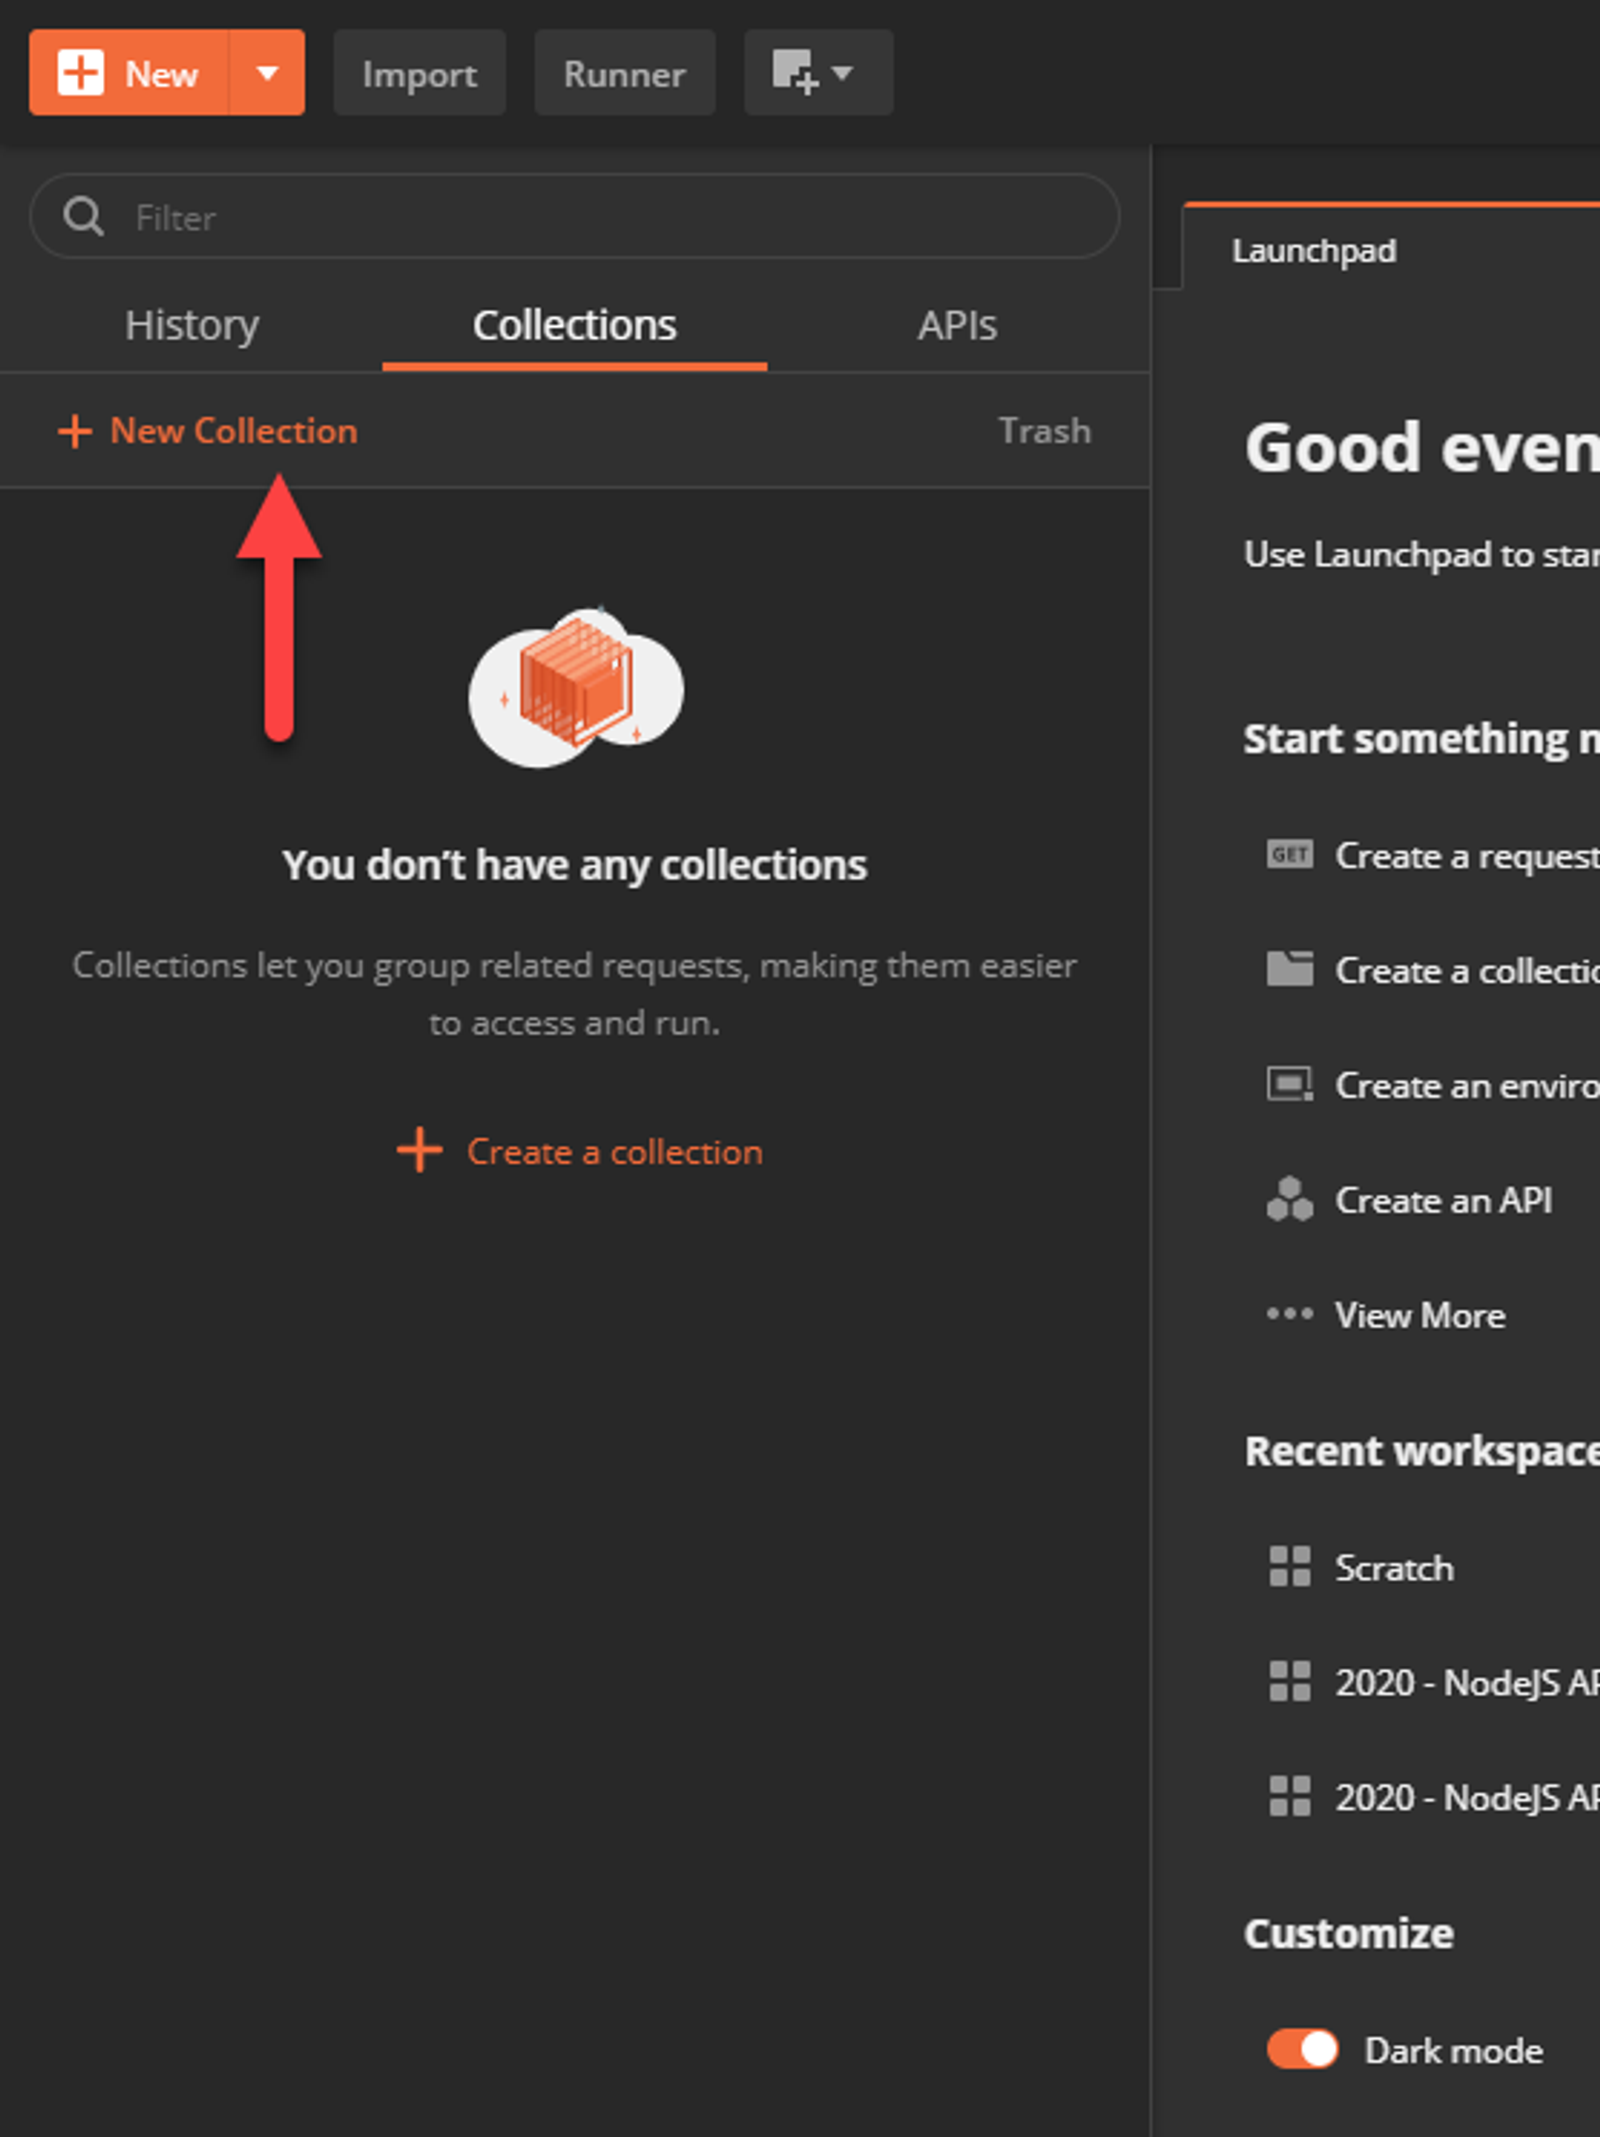 New
Import
Runner
Filter
Launchpad
History
Collections
APIs
New Collection
Trash
You don’t have any collections
Collections let you group related requests, making them easier
to access and run.
Create a collection
Good even
Use Launchpad to star
Start something n
GET
Create a request
Create a collectio
Create an enviro
Create an API
View More
Recent workspace
Scratch
2020 - NodeJS AP
2020 - NodeJS AP
Customize
Dark mode